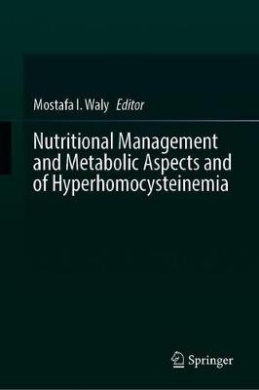 Mostafa I. Waly Editor
Nutritional Management
and Metabolic Aspects and
of Hyperhomocysteinemia
Springer